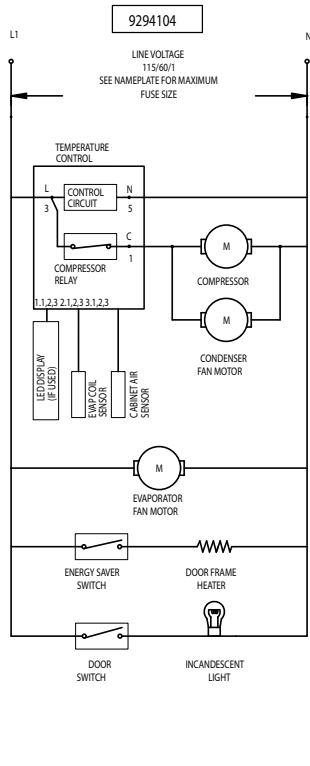 9294104
L1
N
LINE VOLTAGE
115/60/1
SEE NAMEPLATE FOR MAXIMUM
FUSE SIZE
TEMPERATURE
CONTROL
L
CONTROL
CIRCUIT
N
3
5
C
1
COMPRESSOR
RELAY
M
COMPRESSOR
M
CONDENSER
FAN MOTOR
1.1,2,3 2.1,2,3 3.1,2,3
LED DISPLAY
(IF USED)
EVAP COIL
SENSOR
CABINET AIR
SENSOR
M
EVAPORATOR
FAN MOTOR
ENERGY SAVER
SWITCH
DOOR FRAME
HEATER
DOOR
SWITCH
INCANDESCENT
LIGHT